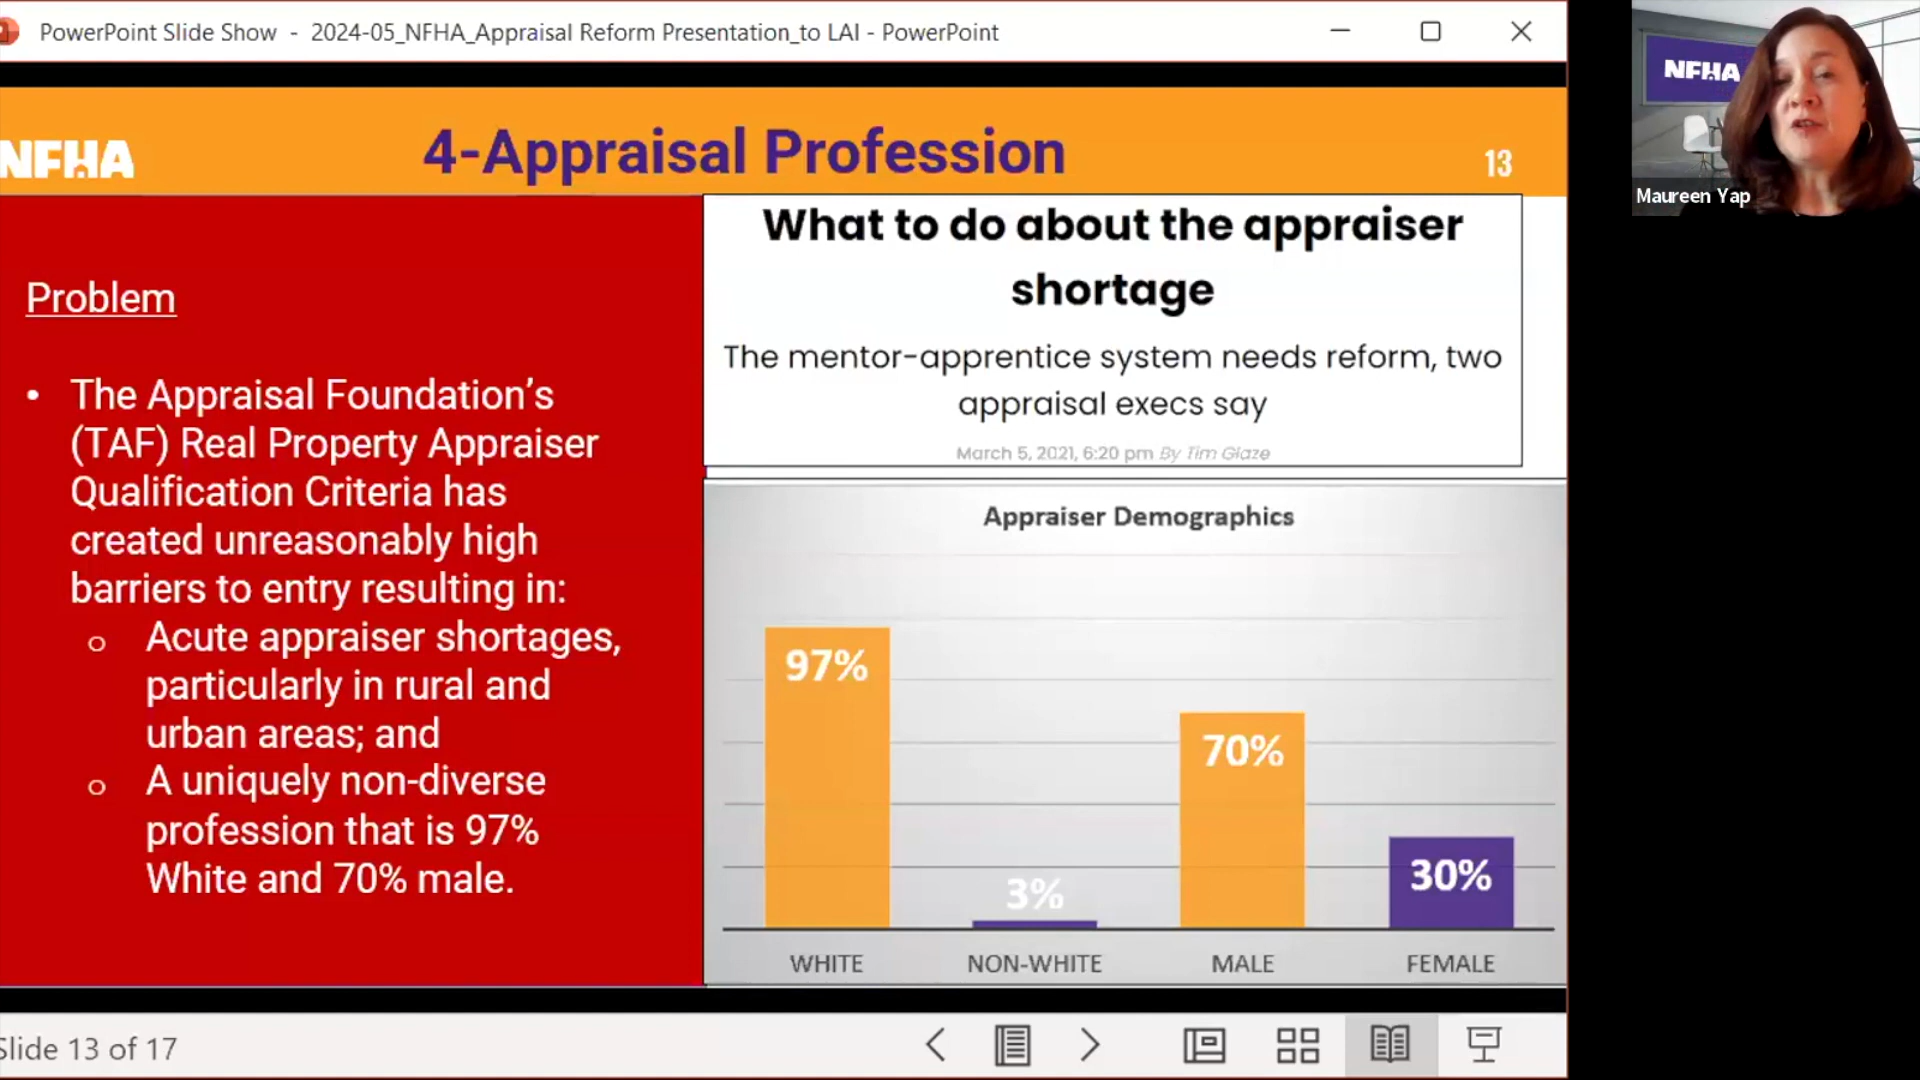 PowerPoint Slide Show - 2024-05_NFHA_Appraisal Reform Presentation_to LAI - PowerPoint
NFHA
4-Appraisal Profession
13
Problem
• The Appraisal Foundation’s
(TAF) Real Property Appraiser
Qualification Criteria has
created unreasonably high
barriers to entry resulting in:
o Acute appraiser shortages,
particularly in rural and
urban areas; and
o A uniquely non-diverse
profession that is 97%
White and 70% male.
What to do about the appraiser
shortage
The mentor-apprentice system needs reform, two
appraisal execs say
March 5, 2021, 6:20 pm By Tim Glaze
Appraiser Demographics
97%
3%
70%
30%
WHITE NON-WHITE MALE FEMALE
Slide 13 of 17
NFHA
Maureen Yap